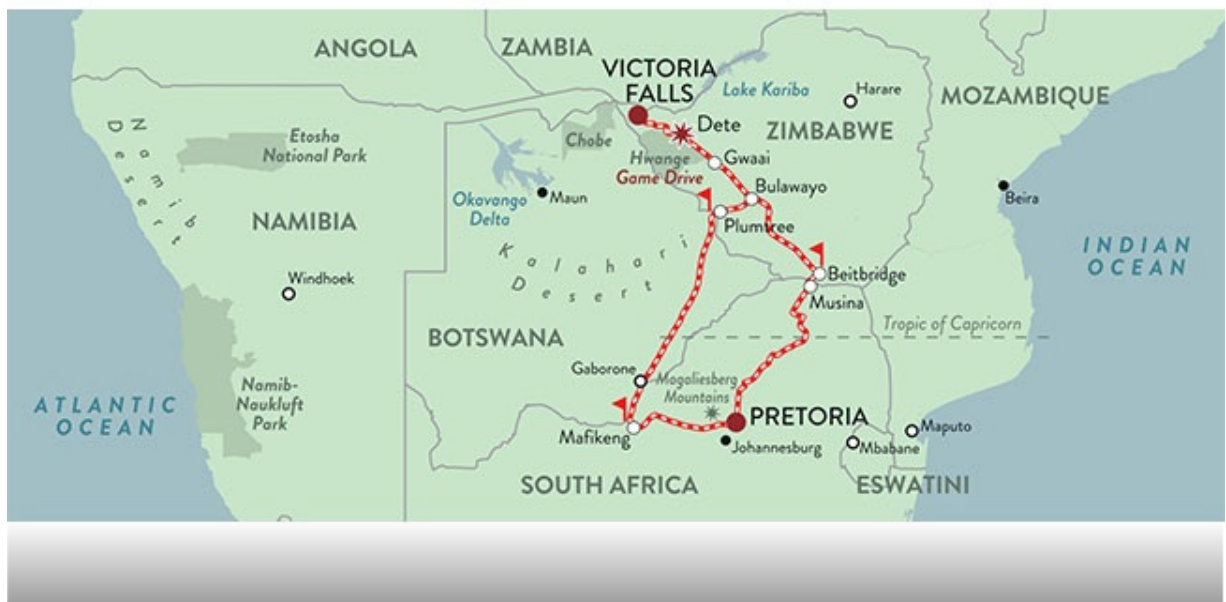 ANGOLA
ZAMBIA
VICTORIA
FALLS
Lake Kariba
Harare
MOZAMBIQUE
Namib
Desert
Etosha
National Park
Chobe
Dete
ZIMBABWE
Hwange
Game Drive
Gwaai
Okavango
Delta
Maun
Bulawayo
Beira
NAMIBIA
Plumtree
Kalahari
Desert
INDIAN
OCEAN
Windhoek
Beitbridge
Musina
BOTSWANA
Tropic of Capricorn
Gaborone
Magaliesberg
Mountains
Namib-
Naukluft
Park
ATLANTIC
OCEAN
Mafikeng
PRETORIA
Johannesburg
Mbabane
Maputo
SOUTH AFRICA
ESWATINI